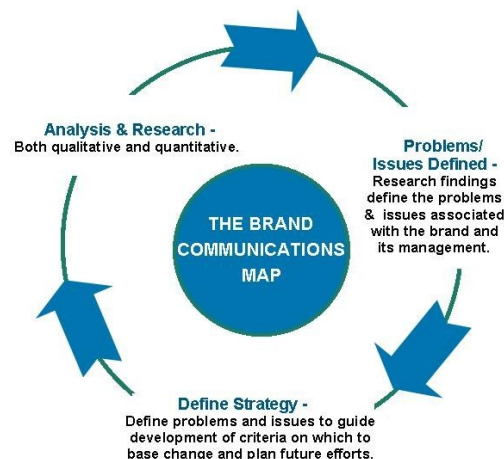 Analysis & Research -
Both qualitative and quantitative.
Problems/
Issues Defined -
Research findings
define the problems
& issues associated
with the brand and
its management.
THE BRAND
COMMUNICATIONS
MAP
Define Strategy -
Define problems and issues to guide
development of criteria on which to
base change and plan future efforts.